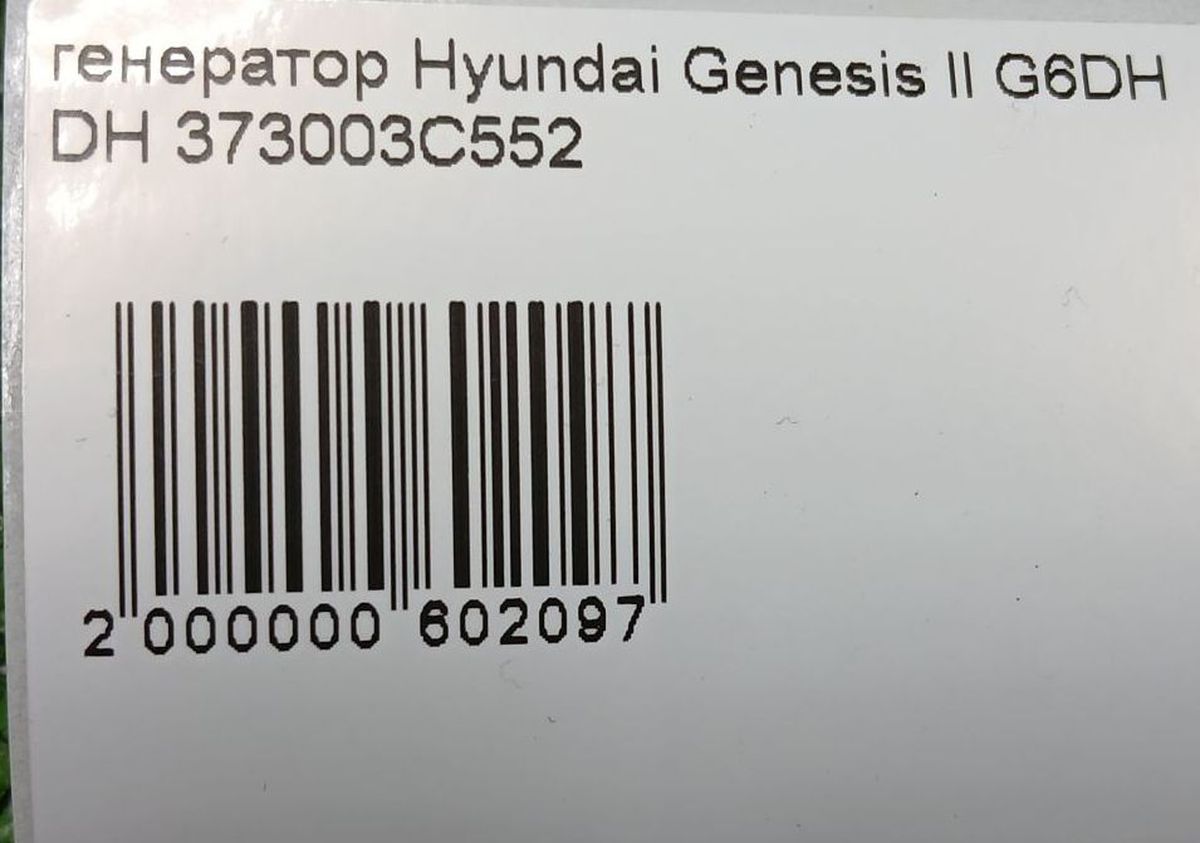 генератор Hyundai Genesis II G6DH
DH 373003C552
2 000000 602097